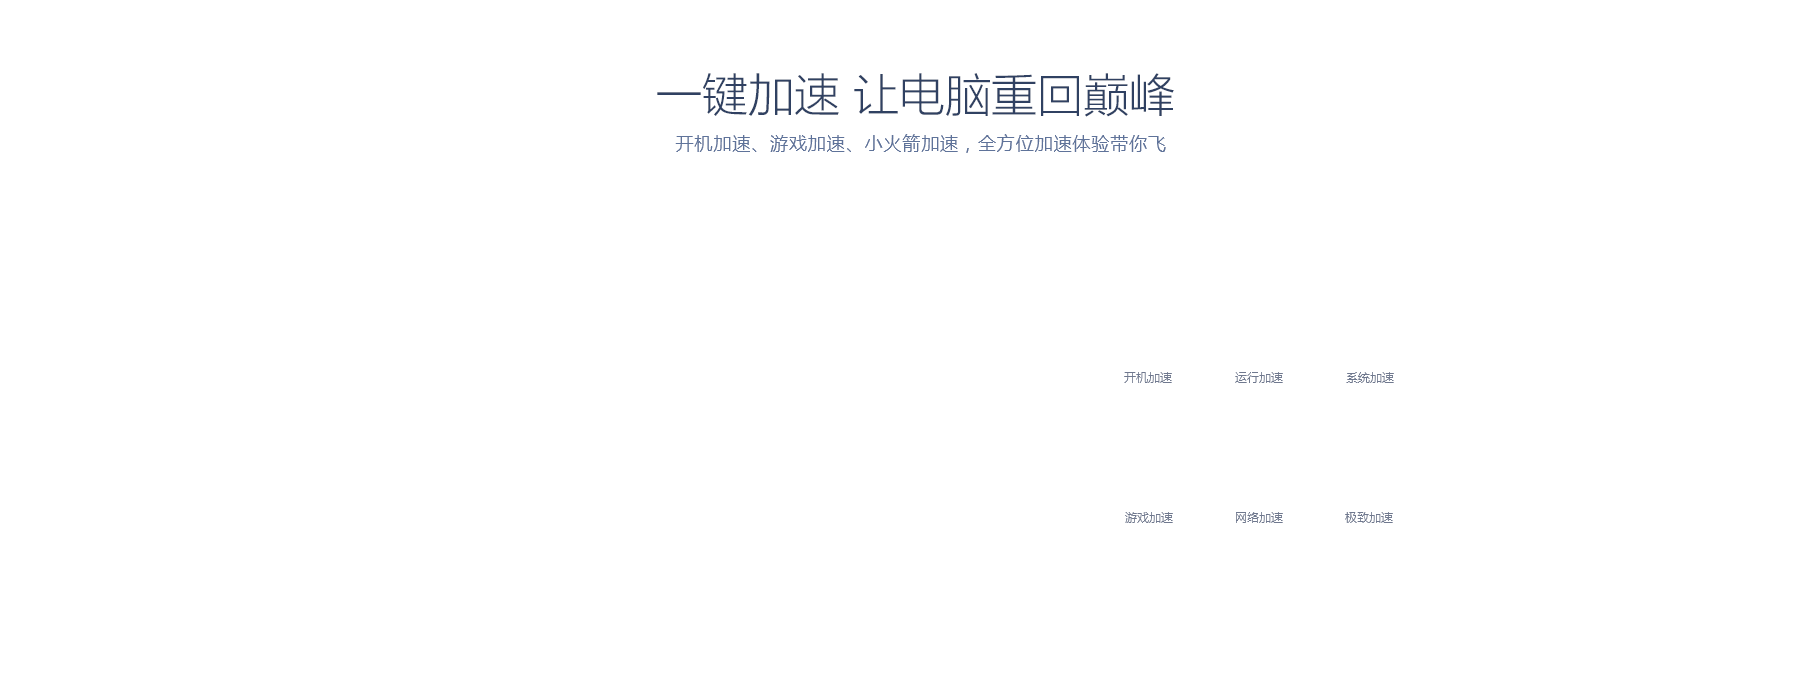 一键加速 让电脑重回巅峰
开机加速、游戏加速、小火箭加速，全方位加速体验带你飞
开机加速 运行加速 系统加速
游戏加速 网络加速 极致加速